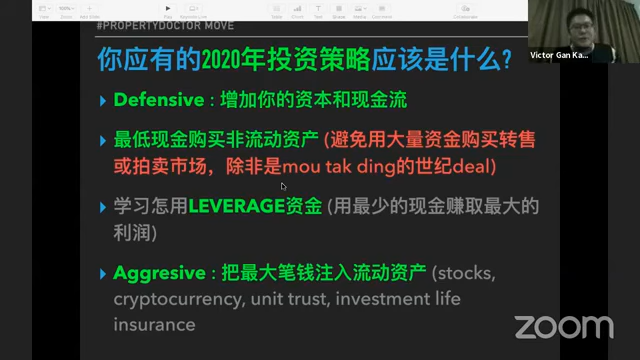 #PROPERTYDOCTOR MOVE
你应有的2020年投资策略应该是什么?
Defensive : 增加你的资本和现金流
最低现金购买非流动资产 (避免用大量资金购买转售
或拍卖市场，除非是mou tak ding的世纪deal)
学习怎用LEVERAGE资金 (用最少的现金赚取最大的
利润)
Aggresive : 把最大笔钱注入流动资产 (stocks,
cryptocurrency, unit trust, investment life
insurance
Victor Gan Ka...
zoom